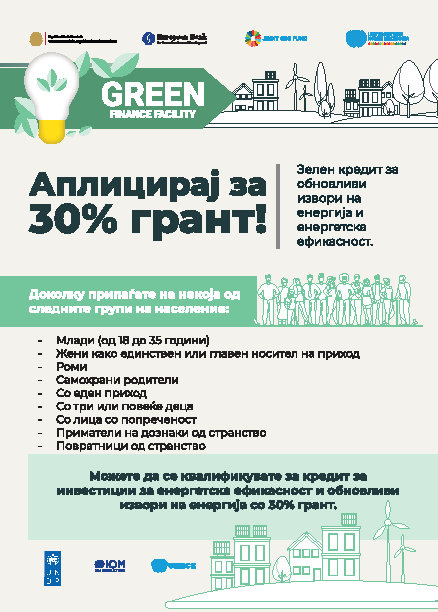 JOINT SDG FUND
GREEN
FINANCE FACILITY
Аплицирај за
30% грант!
Зелен кредит за
обновливи
извори на
енергија и
енергетска
ефикасност.
Доколку припаѓате на некоја од
следните групи на население:
- Млади (од 18 до 35 години)
- Жени како единствен или главен носител на приход
- Роми
- Самохрани родители
- Со еден приход
- Со три или повеќе деца
- Со лица со попреченост
- Приматели на дознаки од странство
- Повратници од странство
Можете да се квалификувате за кредит за
инвестиции за енергетска ефикасност и обновливи
извори на енергија со 30% грант.
U N
D P
IOM
UNECE